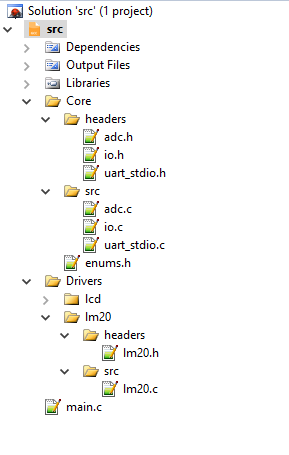 Solution 'src' (1 project)
src
Dependencies
Output Files
Libraries
Core
headers
adc.h
io.h
uart_stdio.h
src
adc.c
io.c
uart_stdio.c
enums.h
Drivers
lcd
lm20
headers
lm20.h
src
lm20.c
main.c